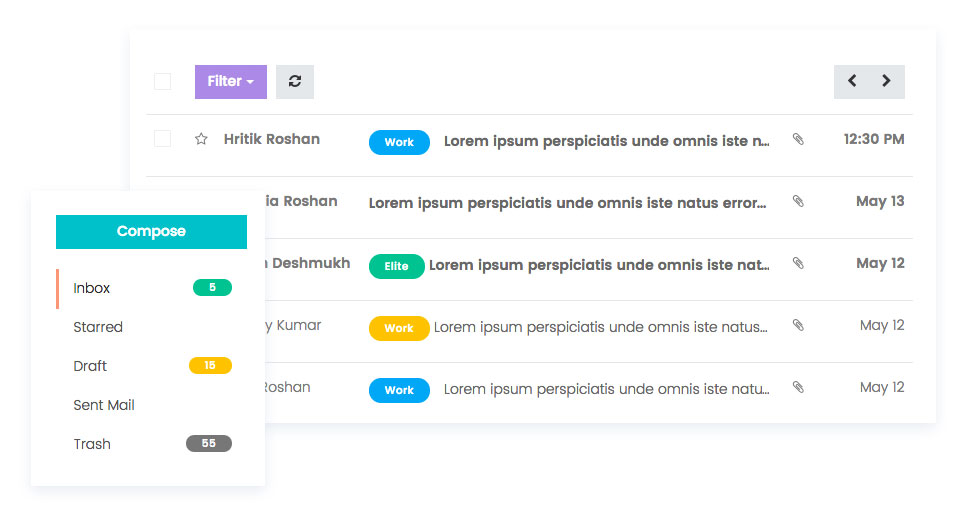 Filter
Hritik Roshan Work Lorem ipsum perspiciatis unde omnis iste n... 12:30 PM
Roshan Lorem ipsum perspiciatis unde omnis iste natus error... May 13
Deshmukh Elite Lorem ipsum perspiciatis unde omnis iste nat... May 12
Kumar Work Lorem ipsum perspiciatis unde omnis iste natus... May 12
Roshan Work Lorem ipsum perspiciatis unde omnis iste natu... May 12
Compose
Inbox 5
Starred
Draft 15
Sent Mail
Trash 55